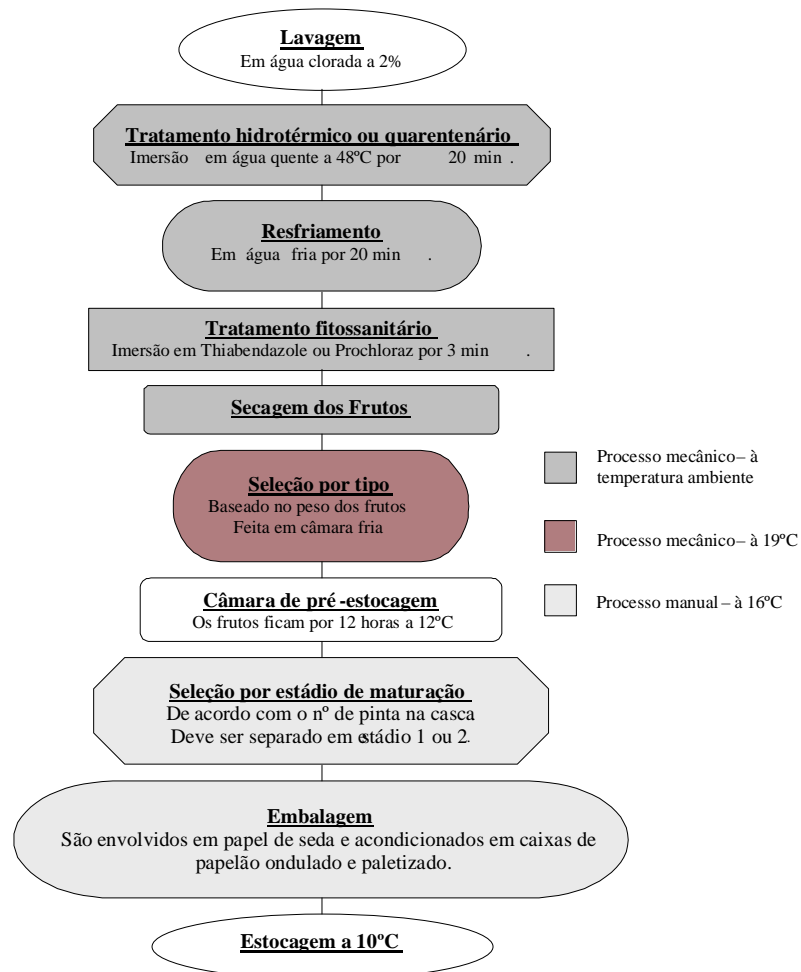 Lavagem
Em água clorada a 2%
Tratamento hidrotérmico ou quarentenário
Imersão em água quente a 48ºC por 20 min .
Resfriamento
Em água fria por 20 min .
Tratamento fitossanitário
Imersão em Thiabendazole ou Prochloraz por 3 min .
Secagem dos Frutos
Seleção por tipo
Baseado no peso dos frutos
Feita em câmara fria
Câmara de pré -estocagem
Os frutos ficam por 12 horas a 12ºC
Seleção por estádio de maturação
De acordo com o nº de pinta na casca
Deve ser separado em estádio 1 ou 2.
Embalagem
São envolvidos em papel de seda e acondicionados em caixas de
papelão ondulado e paletizado.
Estocagem a 10ºC
Processo mecânico– à
temperatura ambiente
Processo mecânico– à 19ºC
Processo manual – à 16ºC